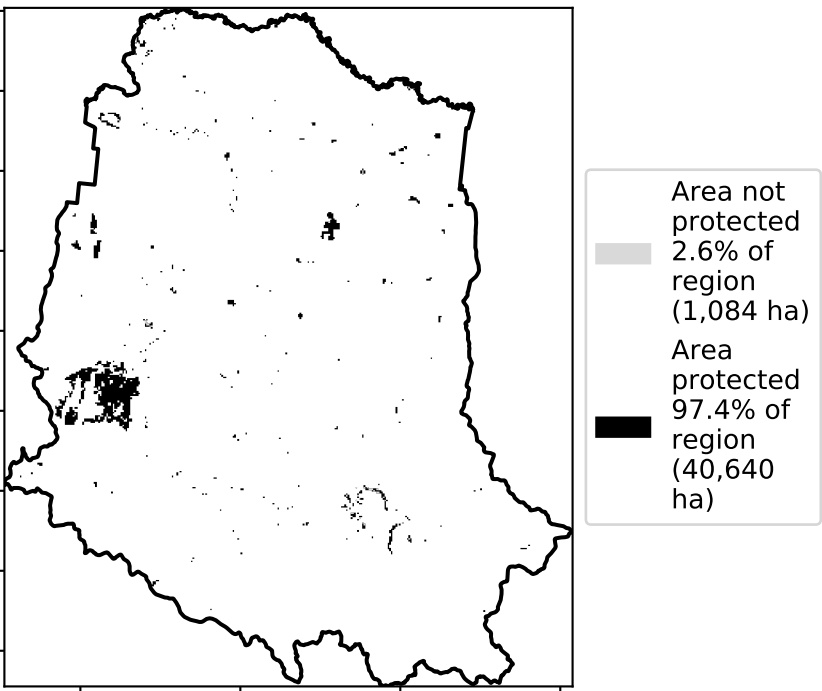 Area not
protected
2.6% of
region
(1,084 ha)
Area
protected
97.4% of
region
(40,640
ha)